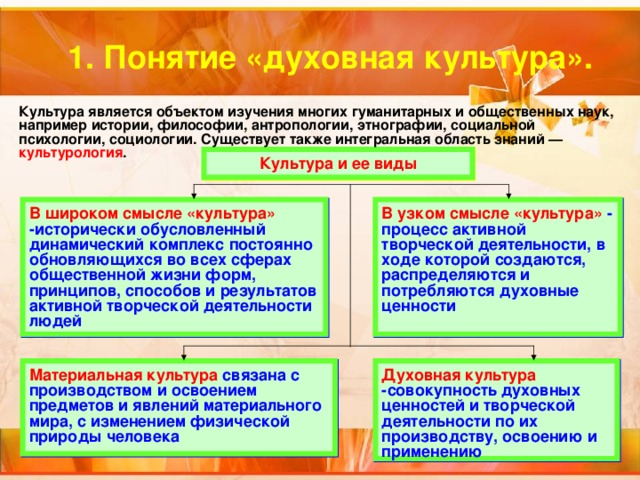 1. Понятие «духовная культура».
Культура является объектом изучения многих гуманитарных и общественных наук,
например истории, философии, антропологии, этнографии, социальной
психологии, социологии. Существует также интегральная область знаний —
культурология.
Культура и ее виды
В широком смысле «культура»
-исторически обусловленный
динамический комплекс постоянно
обновляющихся во всех сферах
общественной жизни форм,
принципов, способов и результатов
активной творческой деятельности
людей
В узком смысле «культура» -
процесс активной
творческой деятельности, в
ходе которой создаются,
распределяются и
потребляются духовные
ценности
Материальная культура связана с
производством и освоением
предметов и явлений материального
мира, с изменением физической
природы человека
Духовная культура
-совокупность духовных
ценностей и творческой
деятельности по их
производству, освоению и
применению